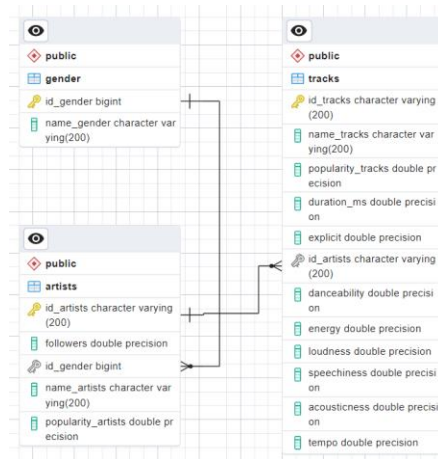 public
gender
id_gender bigint
name_gender character var
ying(200)
public
artists
id_artists character varying
(200)
followers double precision
id_gender bigint
name_artists character var
ying(200)
popularity_artists double pr
ecision
public
tracks
id_tracks character varying
(200)
name_tracks character var
ying(200)
popularity_tracks double pr
ecision
duration_ms double precisi
on
explicit double precision
id_artists character varying
(200)
danceability double precisi
on
energy double precision
loudness double precision
speechiness double precisi
on
acousticness double precisi
on
tempo double precision